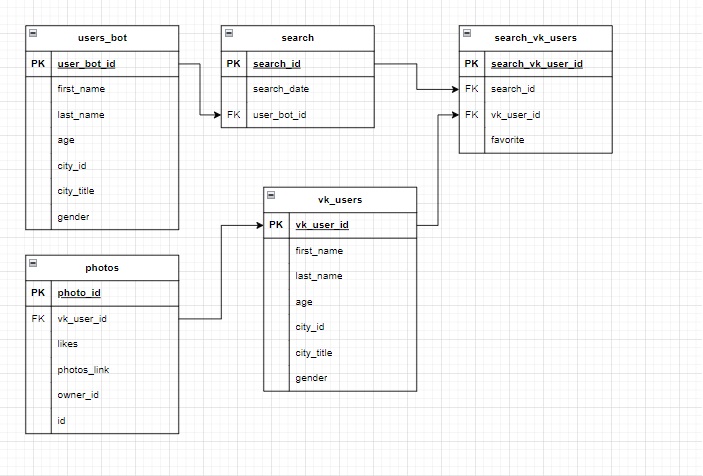 users_bot
PK user_bot_id
first_name
last_name
age
city_id
city_title
gender
search
PK search_id
search_date
FK user_bot_id
search_vk_users
PK search_vk_user_id
FK search_id
FK vk_user_id
favorite
vk_users
PK vk_user_id
first_name
last_name
age
city_id
city_title
gender
photos
PK photo_id
FK vk_user_id
likes
photos_link
owner_id
id